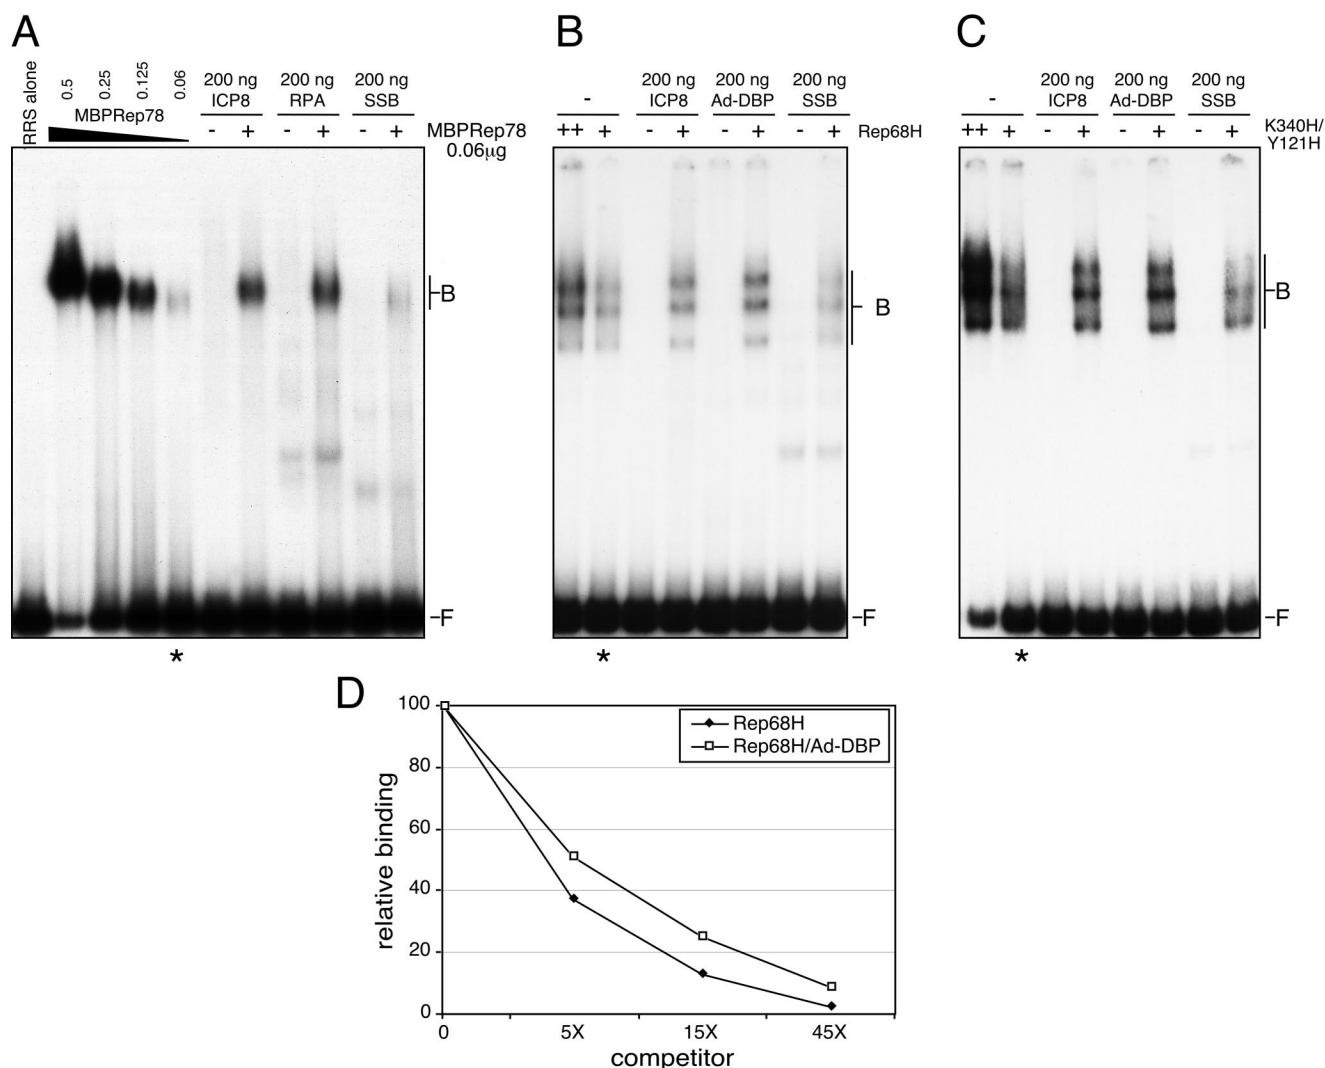 A
RRS alone
0.5
0.25
0.125
0.06
MBPRep78
200 ng
ICP8
200 ng
RPA
200 ng
SSB
- + - + - +
MBPRep78
0.06µg
B
F
*
B
-
200 ng
ICP8
200 ng
Ad-DBP
200 ng
SSB
++ + - + - + - +
Rep68H
B
F
*
C
-
200 ng
ICP8
200 ng
Ad-DBP
200 ng
SSB
++ + - + - + - +
K340H/
Y121H
B
F
*
D
100
80
60
40
20
0
relative binding
Rep68H
Rep68H/Ad-DBP
0 5X 15X 45X
competitor